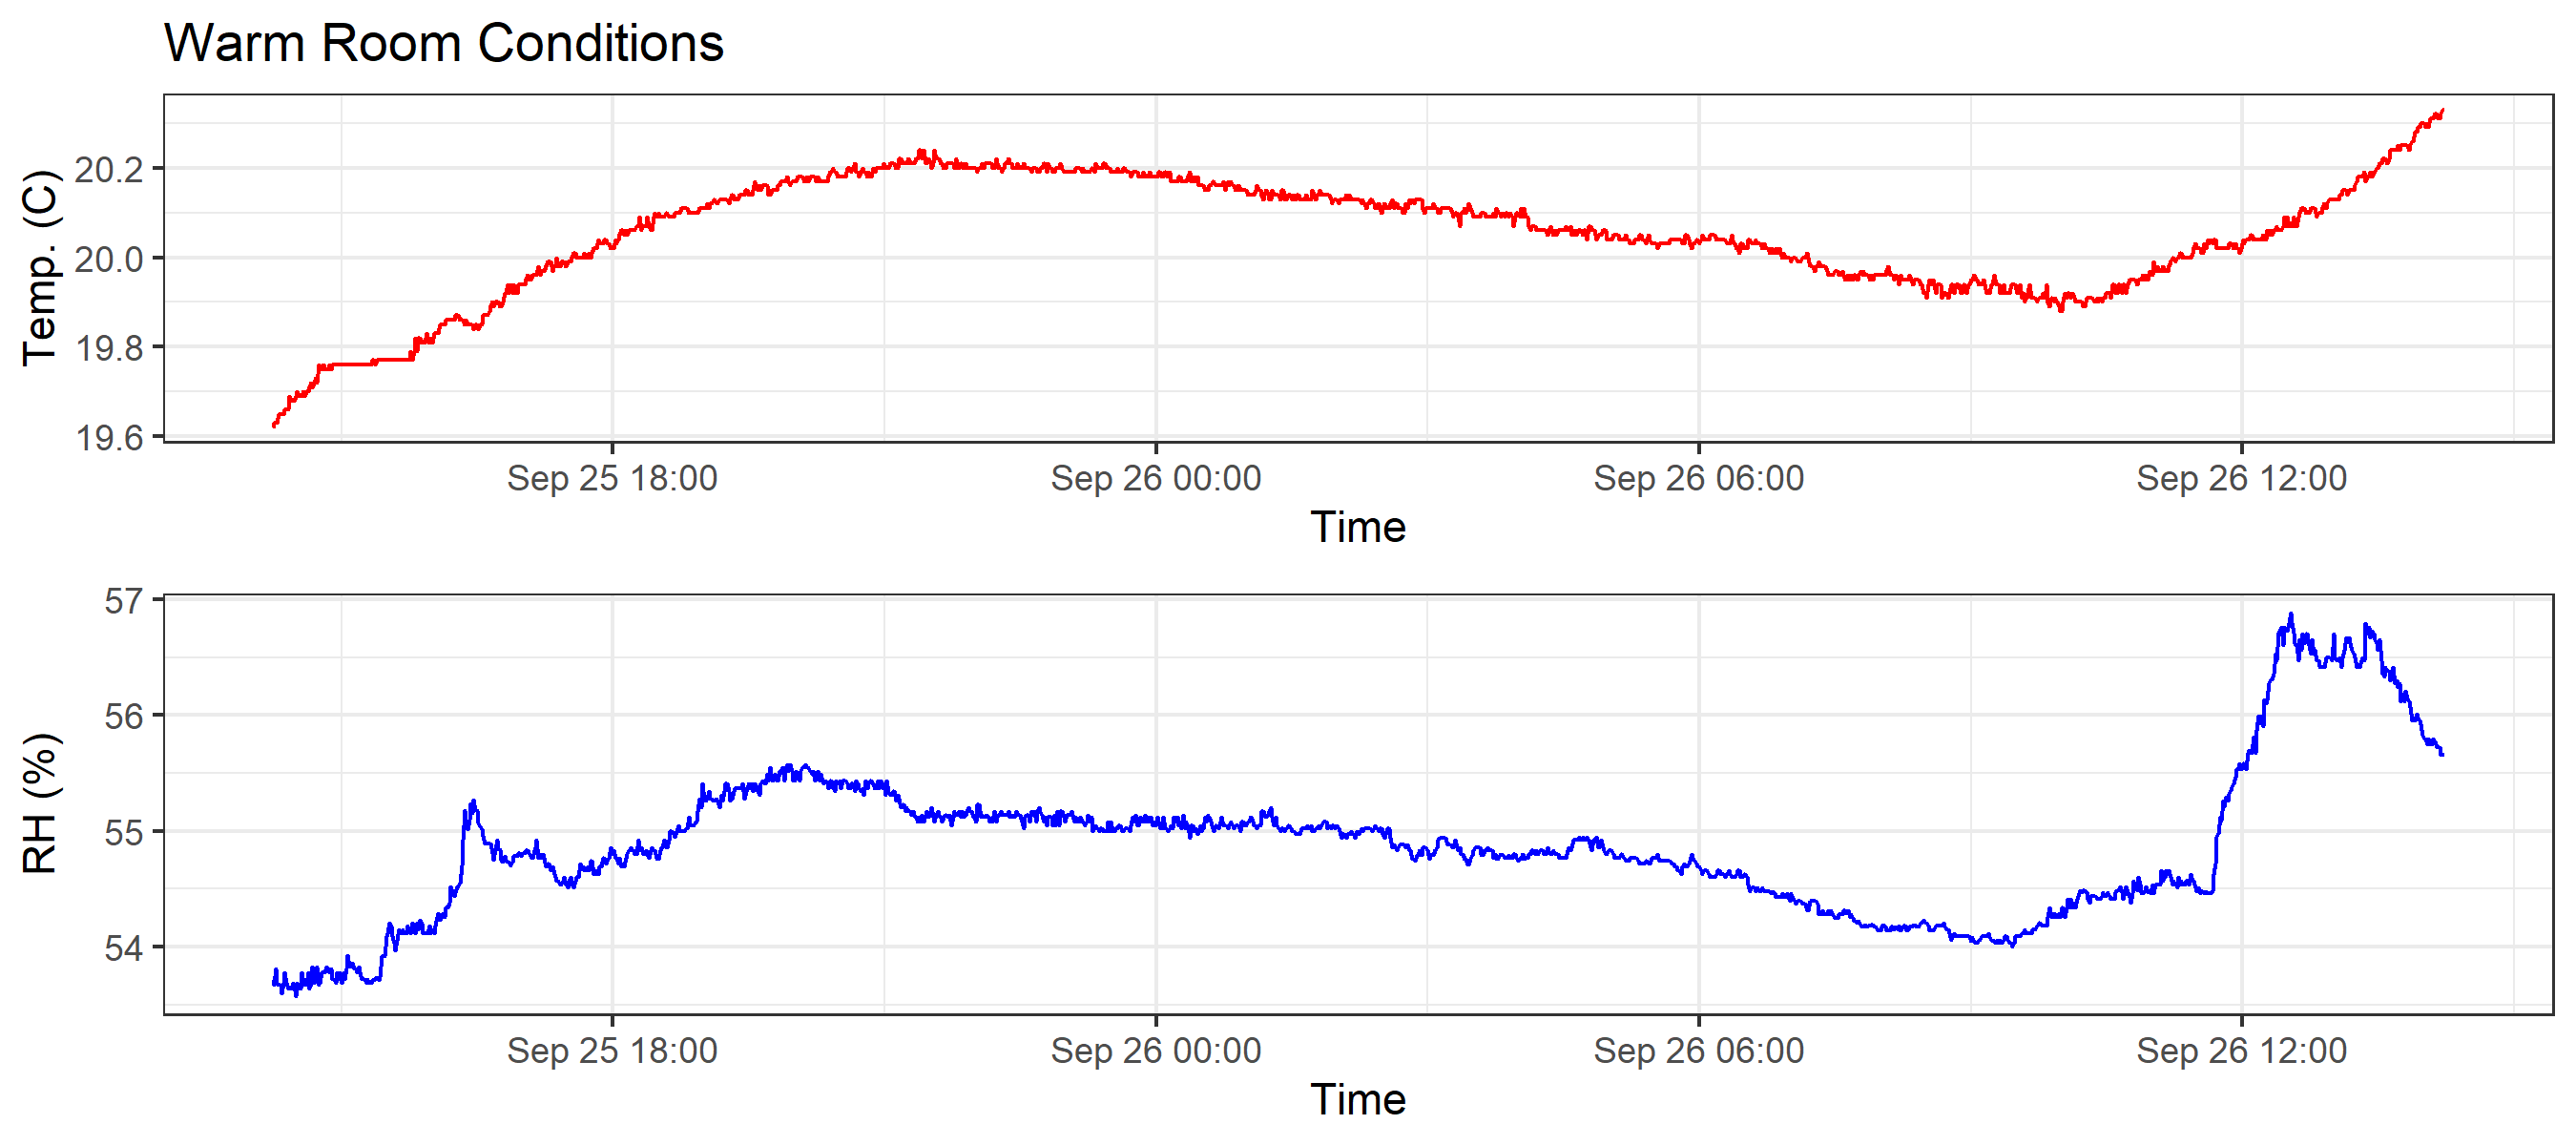 Warm Room Conditions
Temp. (C)
20.2
20.0
19.8
19.6
Sep 25 18:00 Sep 26 00:00 Sep 26 06:00 Sep 26 12:00
Time
RH (%)
57
56
55
54
Sep 25 18:00 Sep 26 00:00 Sep 26 06:00 Sep 26 12:00
Time